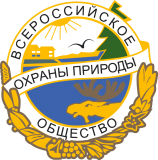 ВСЕРОССИЙСКОЕ
ОХРАНЫ ПРИРОДЫ
ОБЩЕСТВО